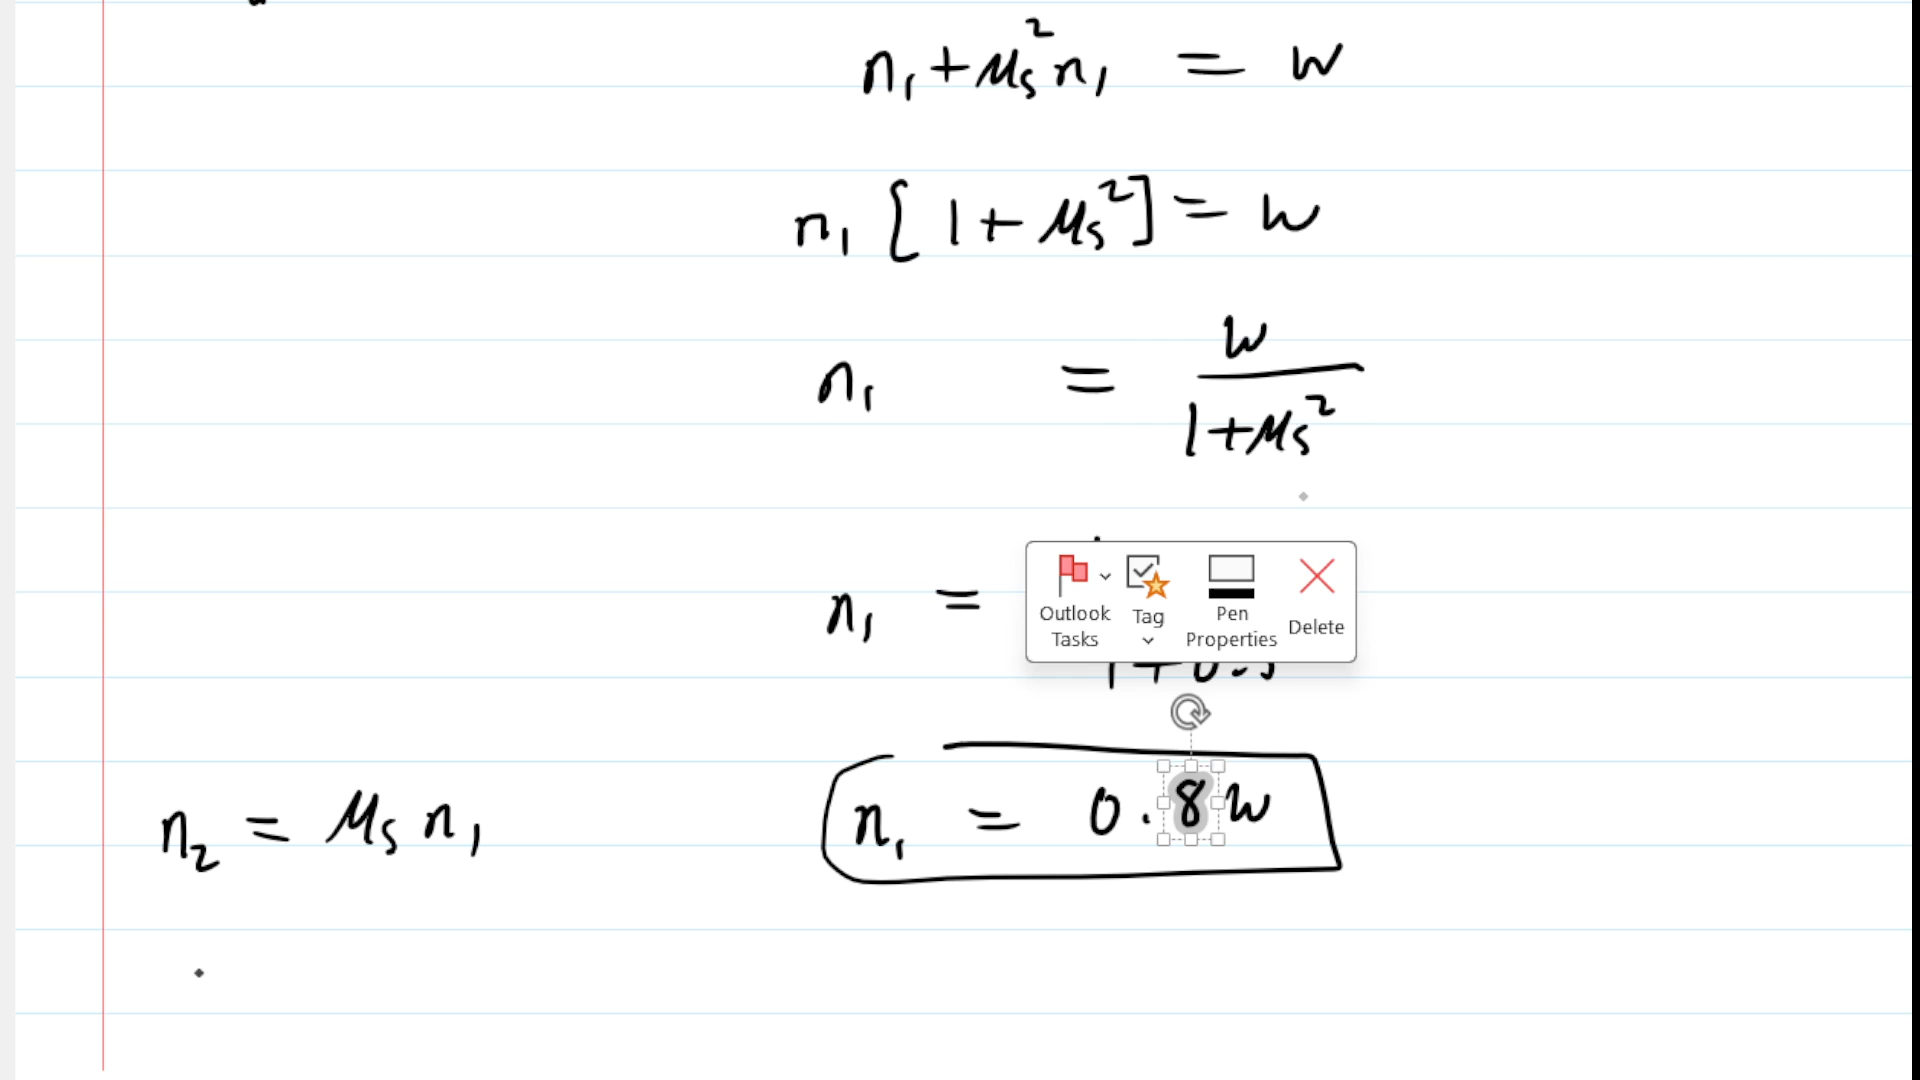 n₁ + μₛ² n₁ = w
n₁ [ 1 + μₛ² ] = w
n₁ = w / (1 + μₛ²)
n₁ =
Outlook Tasks
Tag
Pen Properties
Delete
n₂ = μₛ n₁
n₁ = 0.8w